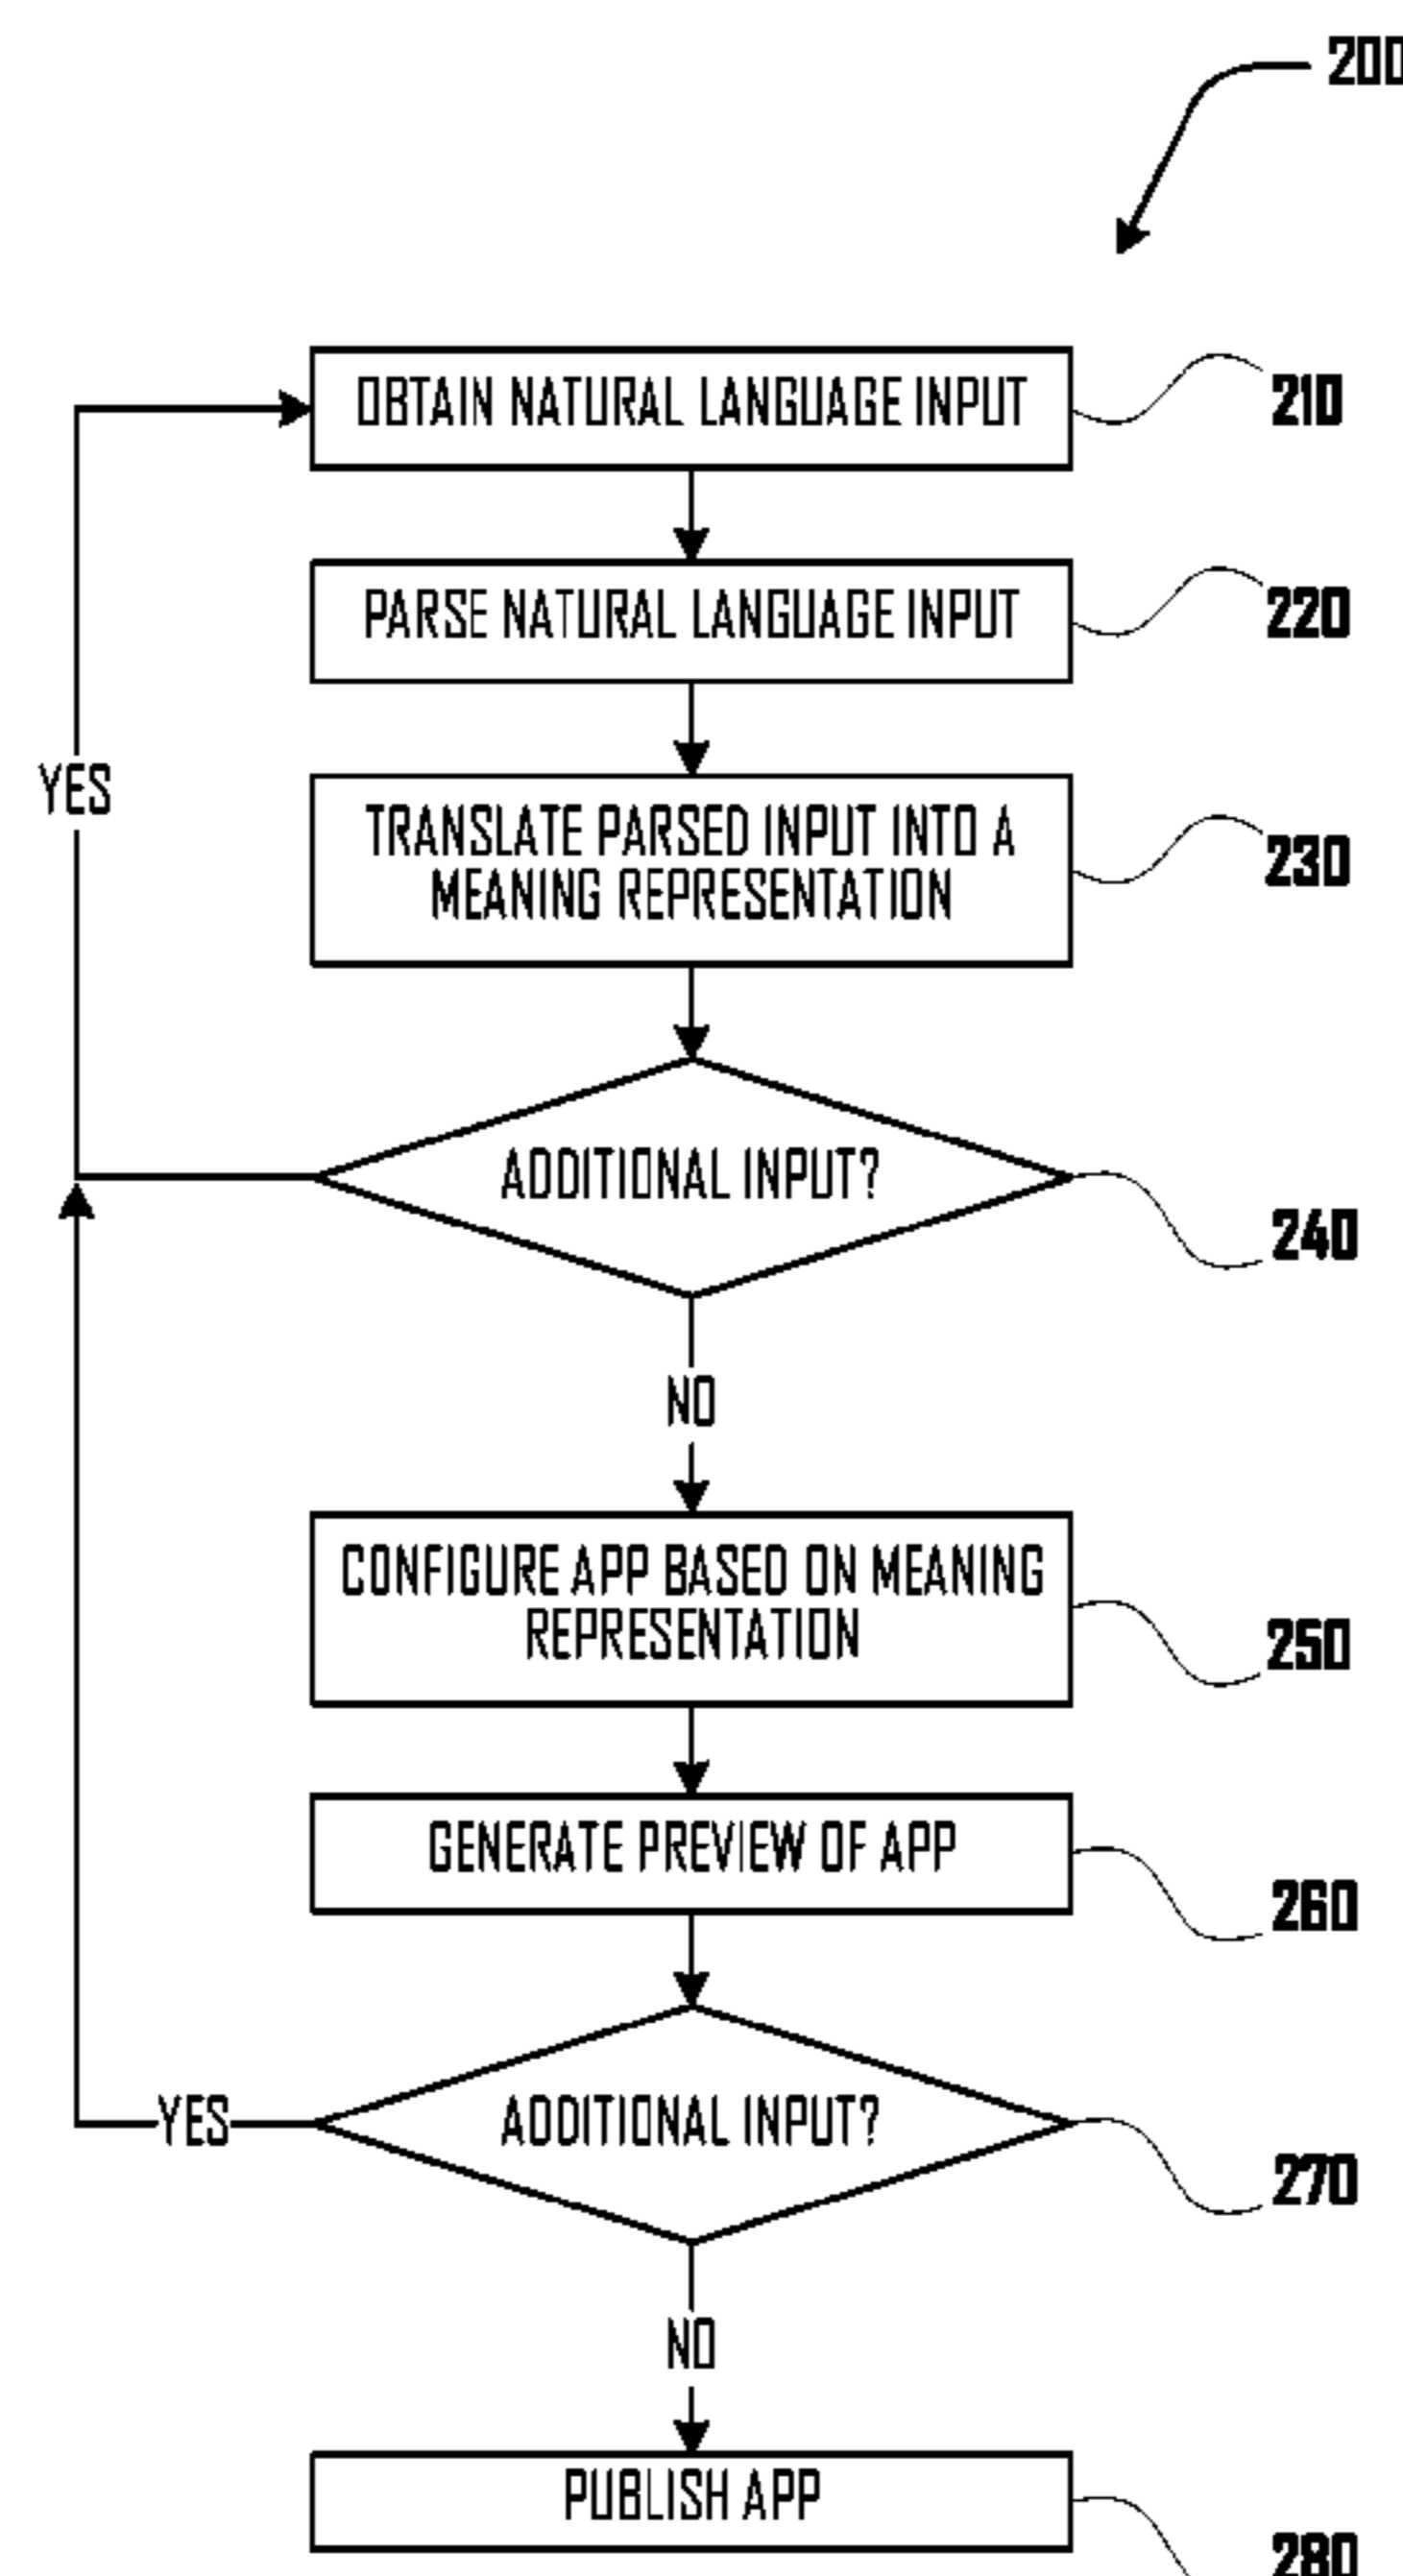 200
OBTAIN NATURAL LANGUAGE INPUT
210
PARSE NATURAL LANGUAGE INPUT
220
YES
TRANSLATE PARSED INPUT INTO A
MEANING REPRESENTATION
230
ADDITIONAL INPUT?
240
NO
CONFIGURE APP BASED ON MEANING
REPRESENTATION
250
GENERATE PREVIEW OF APP
260
YES
ADDITIONAL INPUT?
270
NO
PUBLISH APP
280